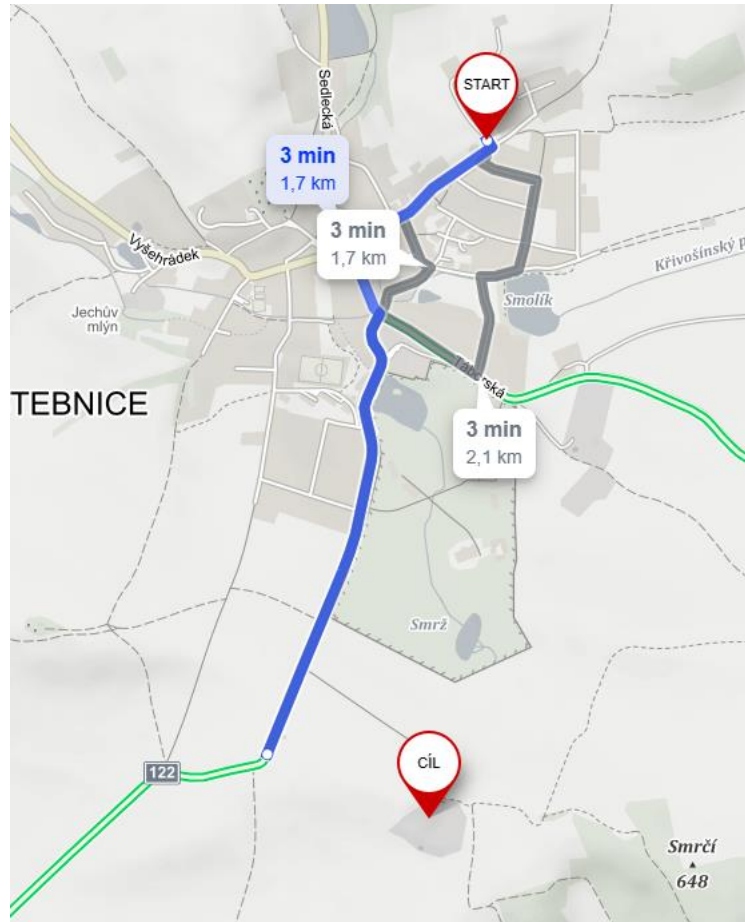 START
Sedlecká
3 min
1,7 km
3 min
1,7 km
Vyšehrádek
Křivošínský p
Smolík
Jechův
mlýn
Táborská
TEBNICE
3 min
2,1 km
Smrž
122
CÍL
Smrčí
648